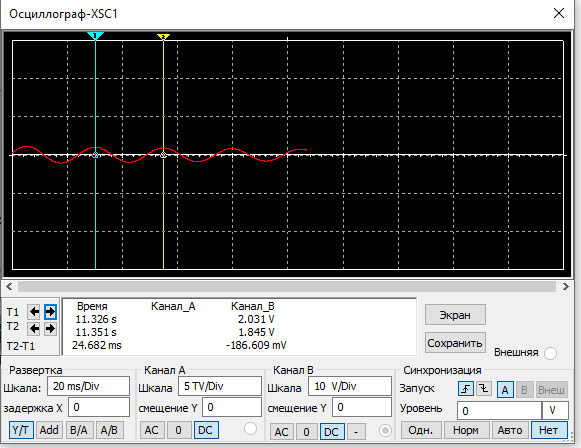 Осциллограф-XSC1
1 2
T1
T2
T2-T1
Время Канал_A Канал_B
11.326 s 2.031 V
11.351 s 1.845 V
24.682 ms -186.609 mV
Экран
Сохранить
Внешняя
Развертка
Шкала: 20 ms/Div
задержка X 0
Y/T Add B/A A/B
Канал A
Шкала 5 TV/Div
смещение Y 0
AC 0 DC
Канал B
Шкала 10 V/Div
смещение Y 0
AC 0 DC -
Синхронизация
Запуск A B Внеш
Уровень 0 V
Одн. Норм Авто Нет